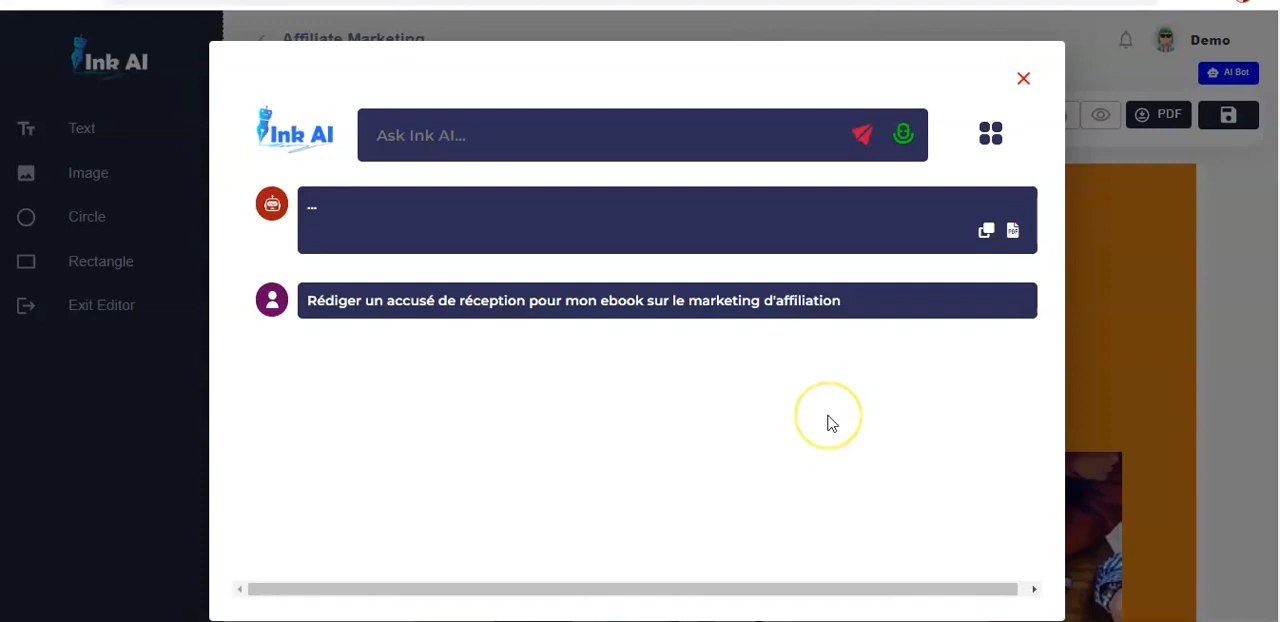 Affiliate Marketing
Demo
AI Bot
PDF
Ink AI
Text
Image
Circle
Rectangle
Exit Editor
Ink AI
Ask Ink AI...
...
PDF
Rédiger un accusé de réception pour mon ebook sur le marketing d'affiliation